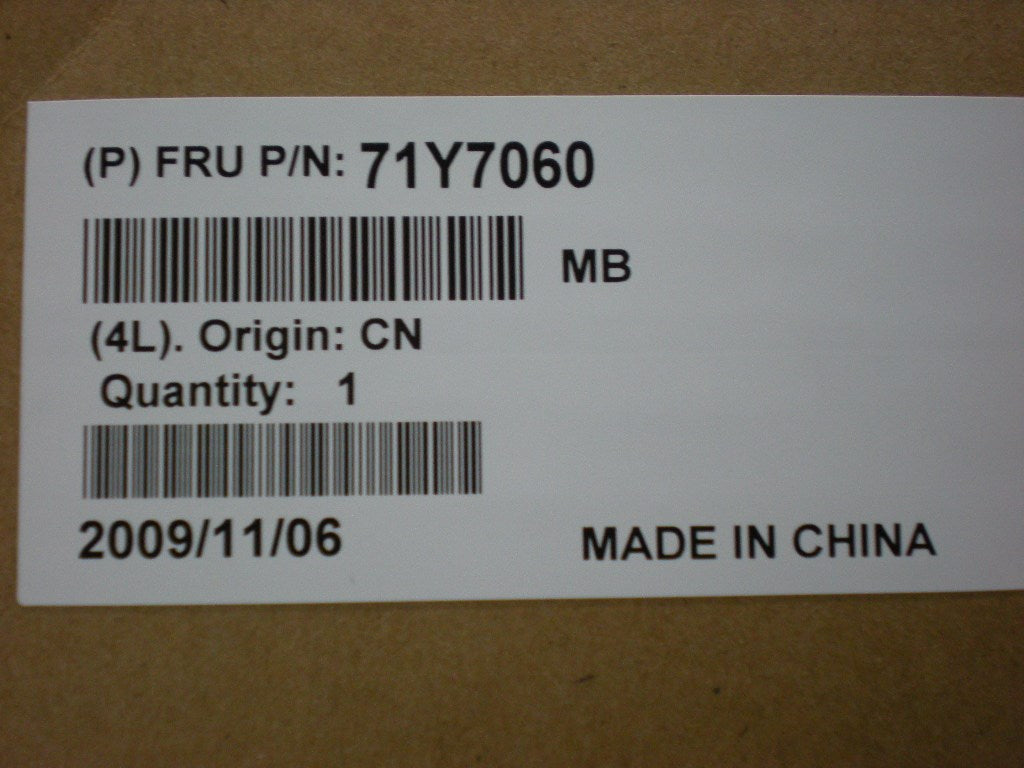 (P) FRU P/N: 71Y7060
MB
(4L). Origin: CN
Quantity: 1
2009/11/06
MADE IN CHINA